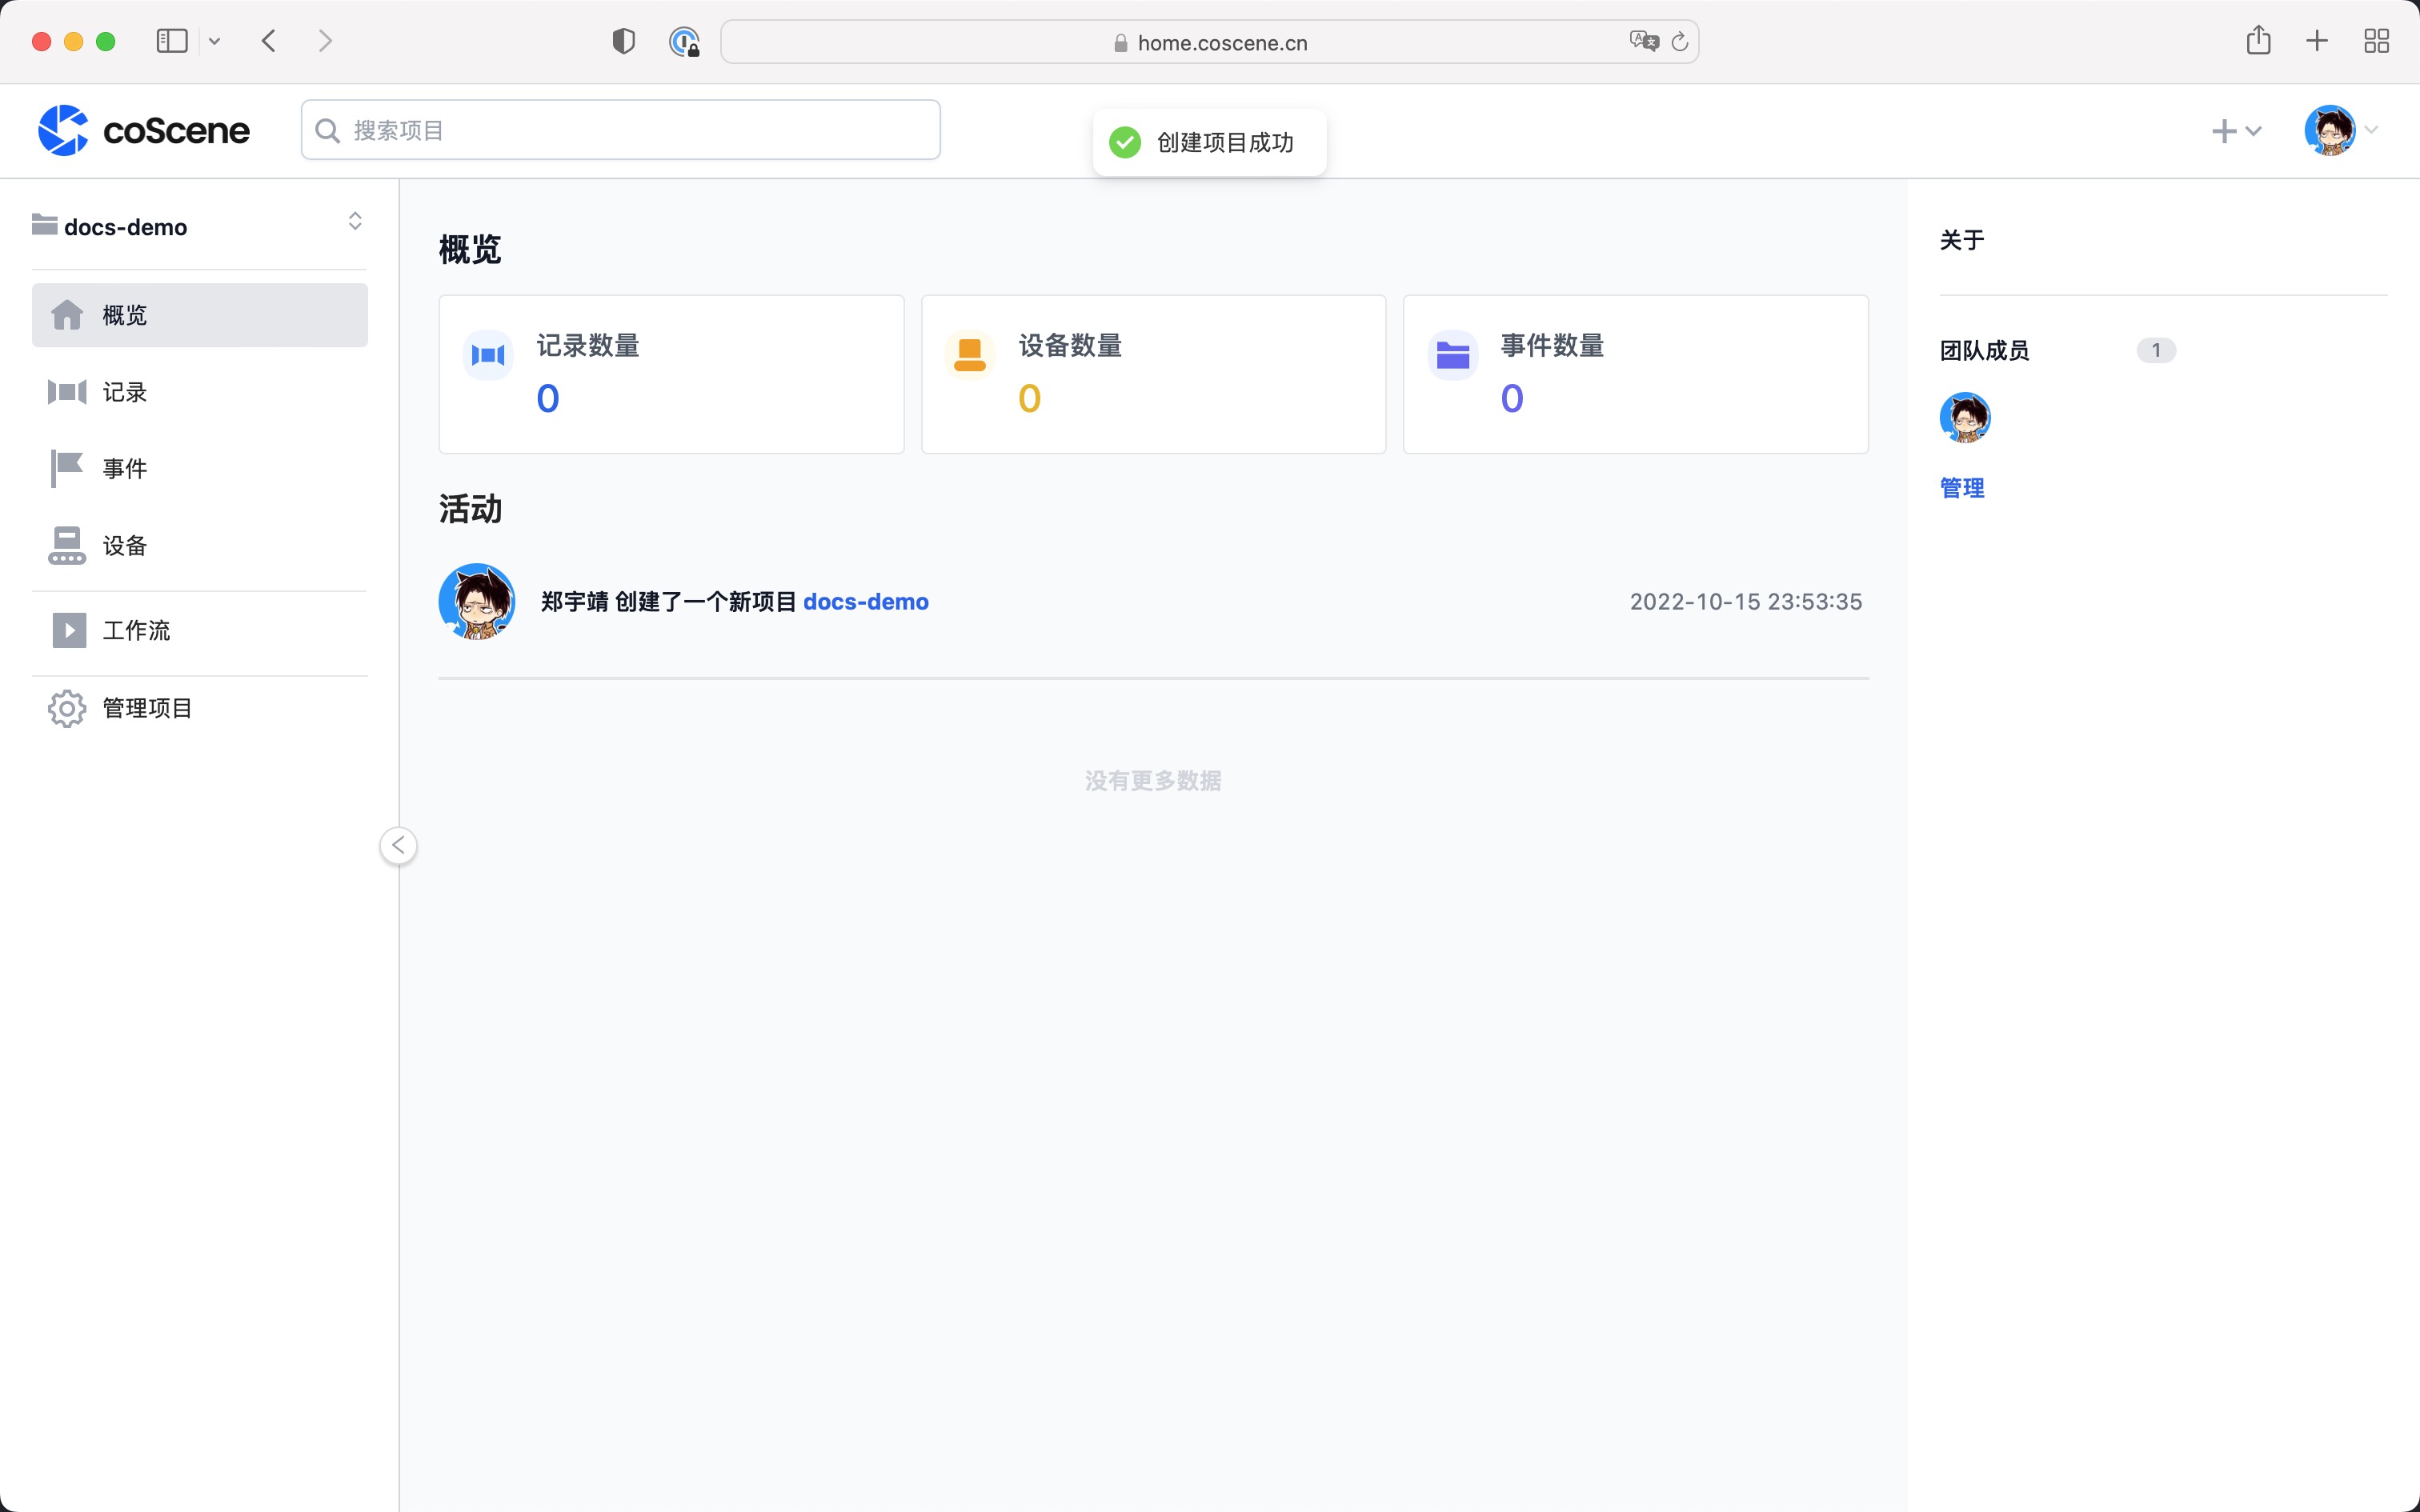 home.coscene.cn
coScene
搜索项目
创建项目成功
docs-demo
概览
记录
事件
设备
工作流
管理项目
概览
记录数量
0
设备数量
0
事件数量
0
活动
郑宇靖 创建了一个新项目 docs-demo
2022-10-15 23:53:35
没有更多数据
关于
团队成员
1
管理